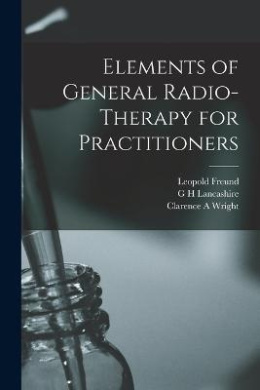 ELEMENTS OF
GENERAL RADIO-
THERAPY FOR
PRACTITIONERS
Leopold Freund
G H Lancashire
Clarence A Wright